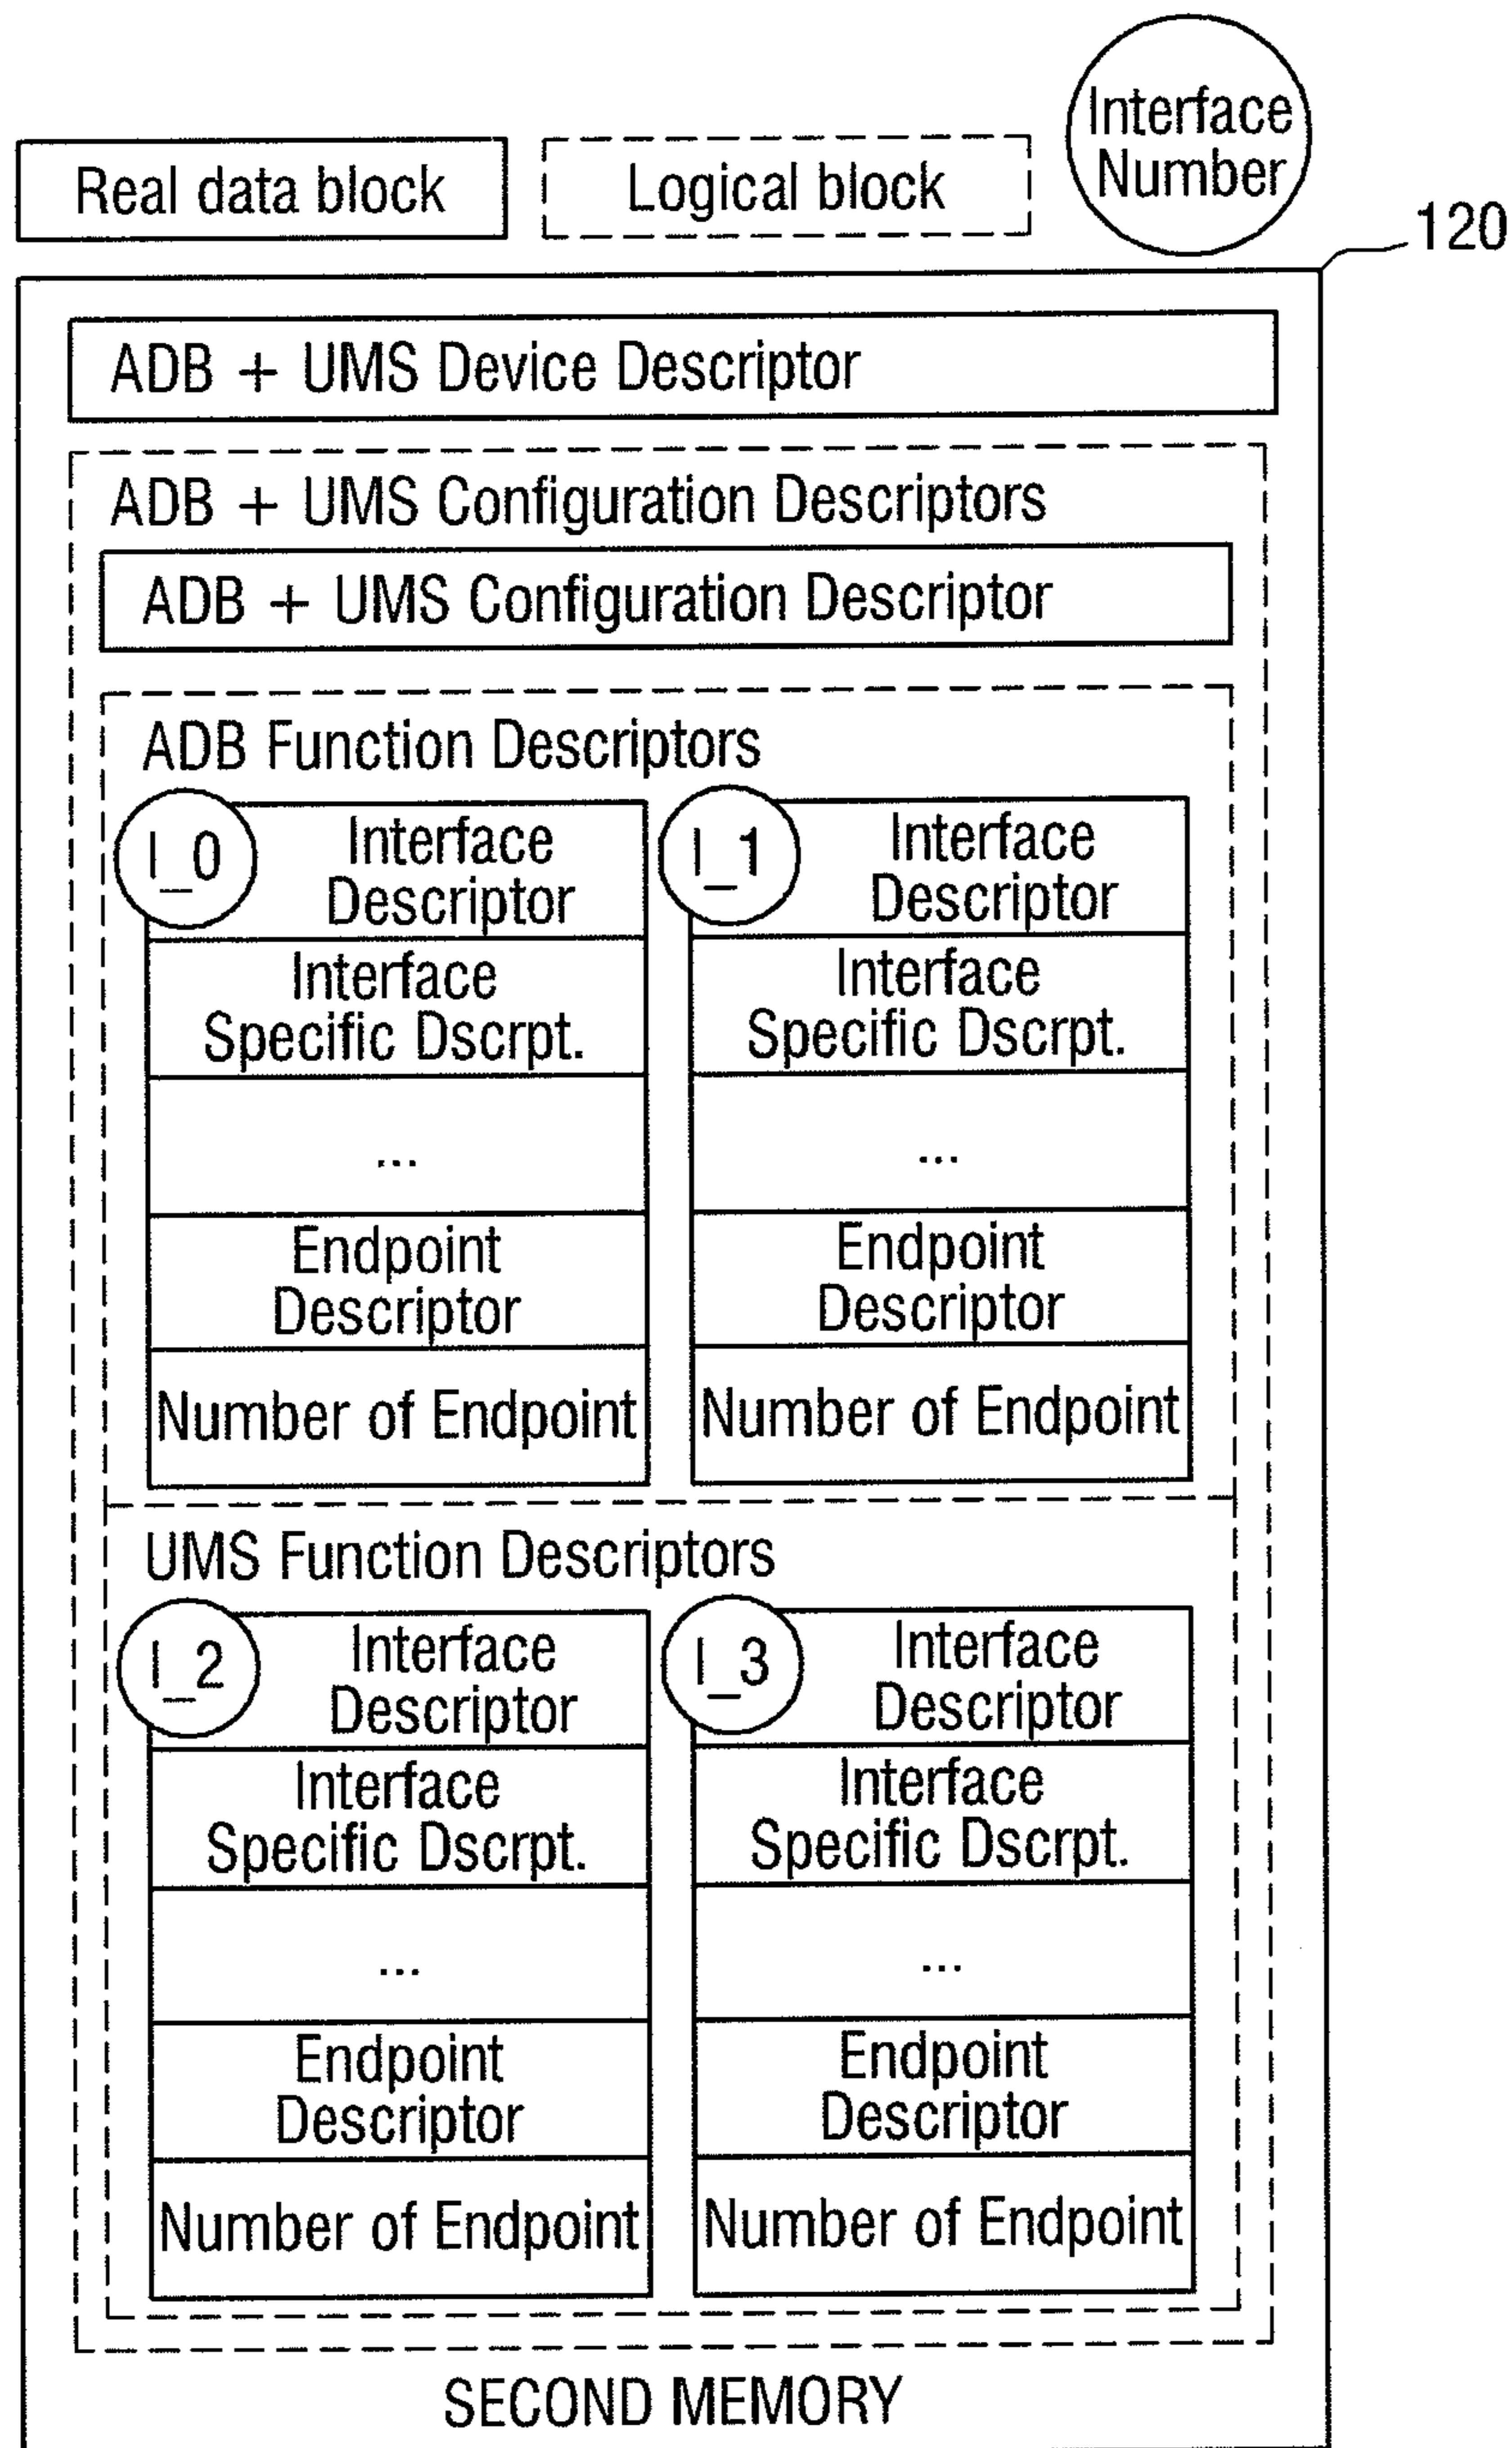 Interface
Number
Real data block
Logical block
120
ADB + UMS Device Descriptor
ADB + UMS Configuration Descriptors
ADB + UMS Configuration Descriptor
ADB Function Descriptors
I_0
Interface
Descriptor
Interface
Specific Dscrpt.
...
Endpoint
Descriptor
Number of Endpoint
I_1
Interface
Descriptor
Interface
Specific Dscrpt.
...
Endpoint
Descriptor
Number of Endpoint
UMS Function Descriptors
I_2
Interface
Descriptor
Interface
Specific Dscrpt.
...
Endpoint
Descriptor
Number of Endpoint
I_3
Interface
Descriptor
Interface
Specific Dscrpt.
...
Endpoint
Descriptor
Number of Endpoint
SECOND MEMORY